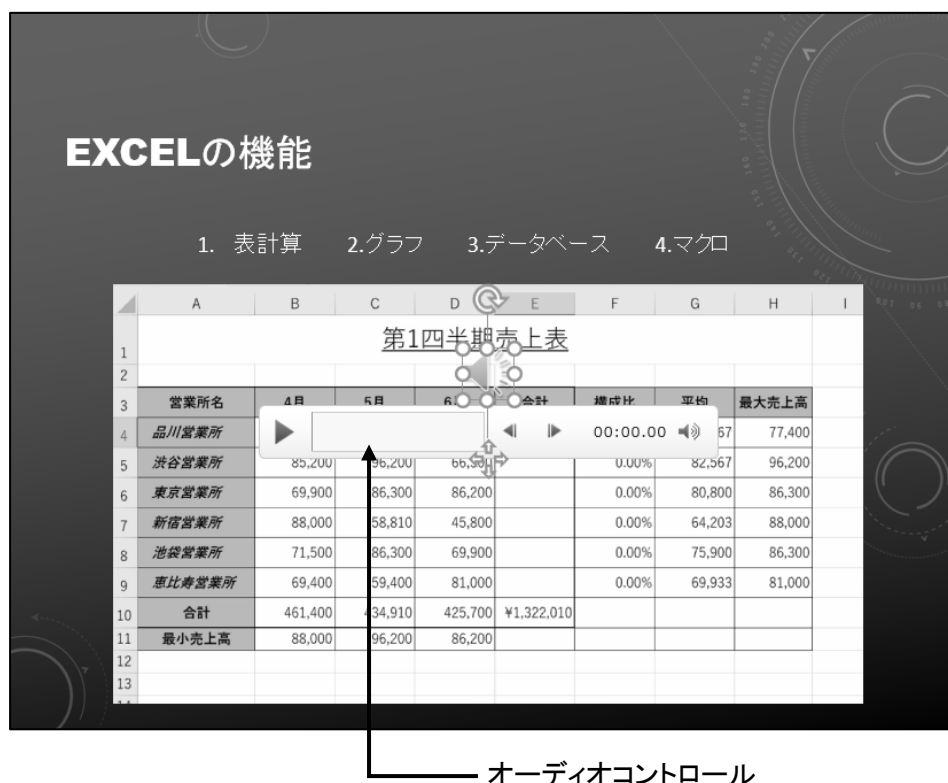 EXCELの機能
1. 表計算 2.グラフ 3.データベース 4.マクロ
A B C D E F G H I
1 第1四半期売上表
2
3 営業所名 4月 5月 合計 構成比 平均 最大売上高
4 品川営業所 00:00.00 67 77,400
5 渋谷営業所 85,200 96,200 66,300 0.00% 82,567 96,200
6 東京営業所 69,900 86,300 86,200 0.00% 80,800 86,300
7 新宿営業所 88,000 58,810 45,800 0.00% 64,203 88,000
8 池袋営業所 71,500 86,300 69,900 0.00% 75,900 86,300
9 恵比寿営業所 69,400 59,400 81,000 0.00% 69,933 81,000
10 合計 461,400 434,910 425,700 ¥1,322,010
11 最小売上高 88,000 96,200 86,200
12
13
オーディオコントロール